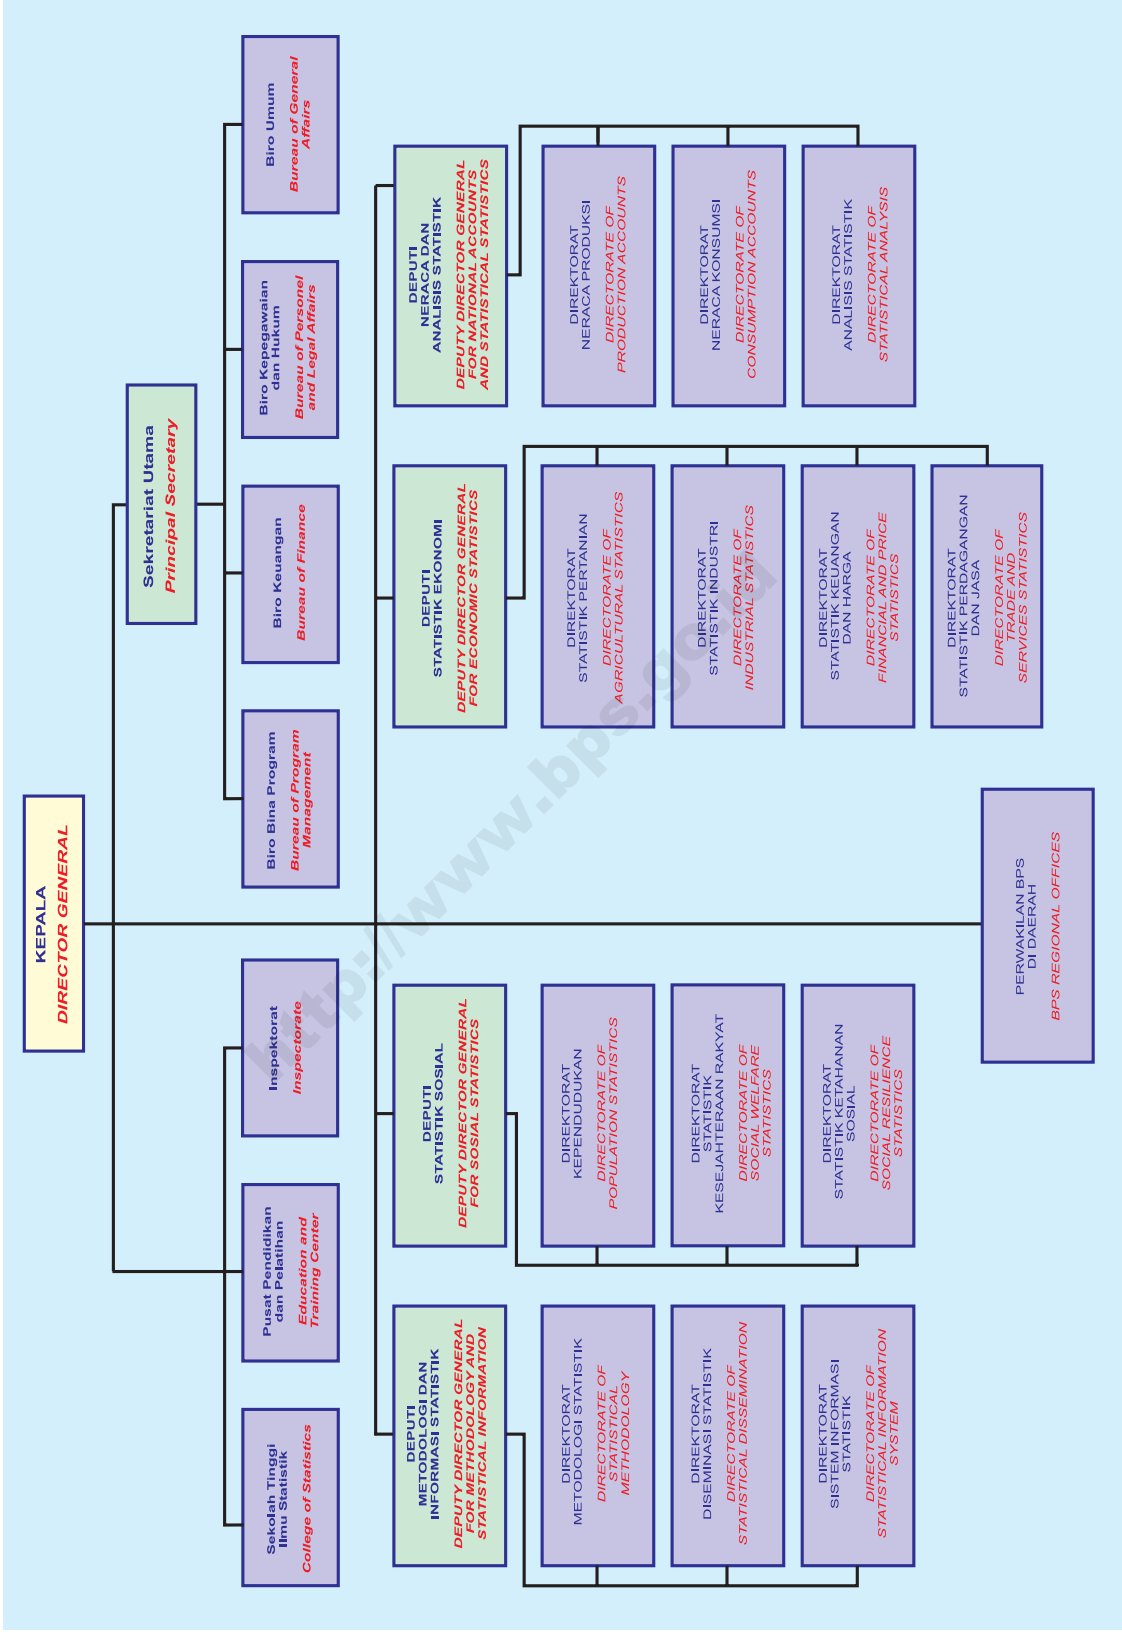 KEPALA
DIRECTOR GENERAL
Sekretariat Utama
Principal Secretary
Sekolah Tinggi
Ilmu Statistik
College of Statistics
Pusat Pendidikan
dan Pelatihan
Education and
Training Center
Inspektorat
Inspectorate
Biro Bina Program
Bureau of Program
Management
Biro Keuangan
Bureau of Finance
Biro Kepegawaian
dan Hukum
Bureau of Personel
and Legal Affairs
Biro Umum
Bureau of General
Affairs
DEPUTI
METODOLOGI DAN
INFORMASI STATISTIK
DEPUTY DIRECTOR GENERAL
FOR METHODOLOGY AND
STATISTICAL INFORMATION
DIREKTORAT
METODOLOGI STATISTIK
DIRECTORATE OF
STATISTICAL
METHODOLOGY
DIREKTORAT
DISEMINASI STATISTIK
DIRECTORATE OF
STATISTICAL DISSEMINATION
DIREKTORAT
SISTEM INFORMASI
STATISTIK
DIRECTORATE OF
STATISTICAL INFORMATION
SYSTEM
DEPUTI
STATISTIK SOSIAL
DEPUTY DIRECTOR GENERAL
FOR SOSIAL STATISTICS
DIREKTORAT
KEPENDUDUKAN
DIRECTORATE OF
POPULATION STATISTICS
DIREKTORAT
STATISTIK
KESEJAHTERAAN RAKYAT
DIRECTORATE OF
SOCIAL WELFARE
STATISTICS
DIREKTORAT
STATISTIK KETAHANAN
SOSIAL
DIRECTORATE OF
SOCIAL RESILIENCE
STATISTICS
DEPUTI
STATISTIK EKONOMI
DEPUTY DIRECTOR GENERAL
FOR ECONOMIC STATISTICS
DIREKTORAT
STATISTIK PERTANIAN
DIRECTORATE OF
AGRICULTURAL STATISTICS
DIREKTORAT
STATISTIK INDUSTRI
DIRECTORATE OF
INDUSTRIAL STATISTICS
DIREKTORAT
STATISTIK KEUANGAN
DAN HARGA
DIRECTORATE OF
FINANCIAL AND PRICE
STATISTICS
DIREKTORAT
STATISTIK PERDAGANGAN
DAN JASA
DIRECTORATE OF
TRADE AND
SERVICES STATISTICS
DEPUTI
NERACA DAN
ANALISIS STATISTIK
DEPUTY DIRECTOR GENERAL
FOR NATIONAL ACCOUNTS
AND STATISTICAL STATISTICS
DIREKTORAT
NERACA PRODUKSI
DIRECTORATE OF
PRODUCTION ACCOUNTS
DIREKTORAT
NERACA KONSUMSI
DIRECTORATE OF
CONSUMPTION ACCOUNTS
DIREKTORAT
ANALISIS STATISTIK
DIRECTORATE OF
STATISTICAL ANALYSIS
PERWAKILAN BPS
DI DAERAH
BPS REGIONAL OFFICES
http://www.bps.go.id